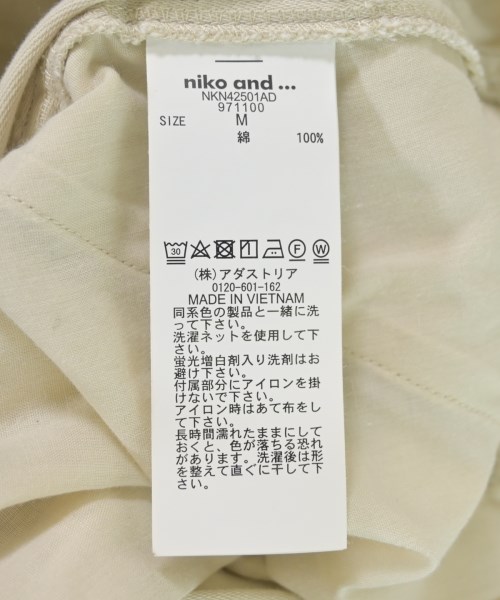 niko and ...
NKN42501AD
971100
SIZE M
綿 100%
30 F W
(株)アダストリア
0120-601-162
MADE IN VIETNAM
同系色の製品と一緒に洗
って下さい。
洗濯ネットを使用して下
さい。
蛍光増白剤入り洗剤はお
避け下さい。
付属部分にアイロンを掛
けないで下さい。
アイロン時はあて布をし
て下さい。
長時間濡れたままにして
おくと、色が落ちる恐れ
があります。洗濯後は形
を整えて直ぐに干して下
さい。